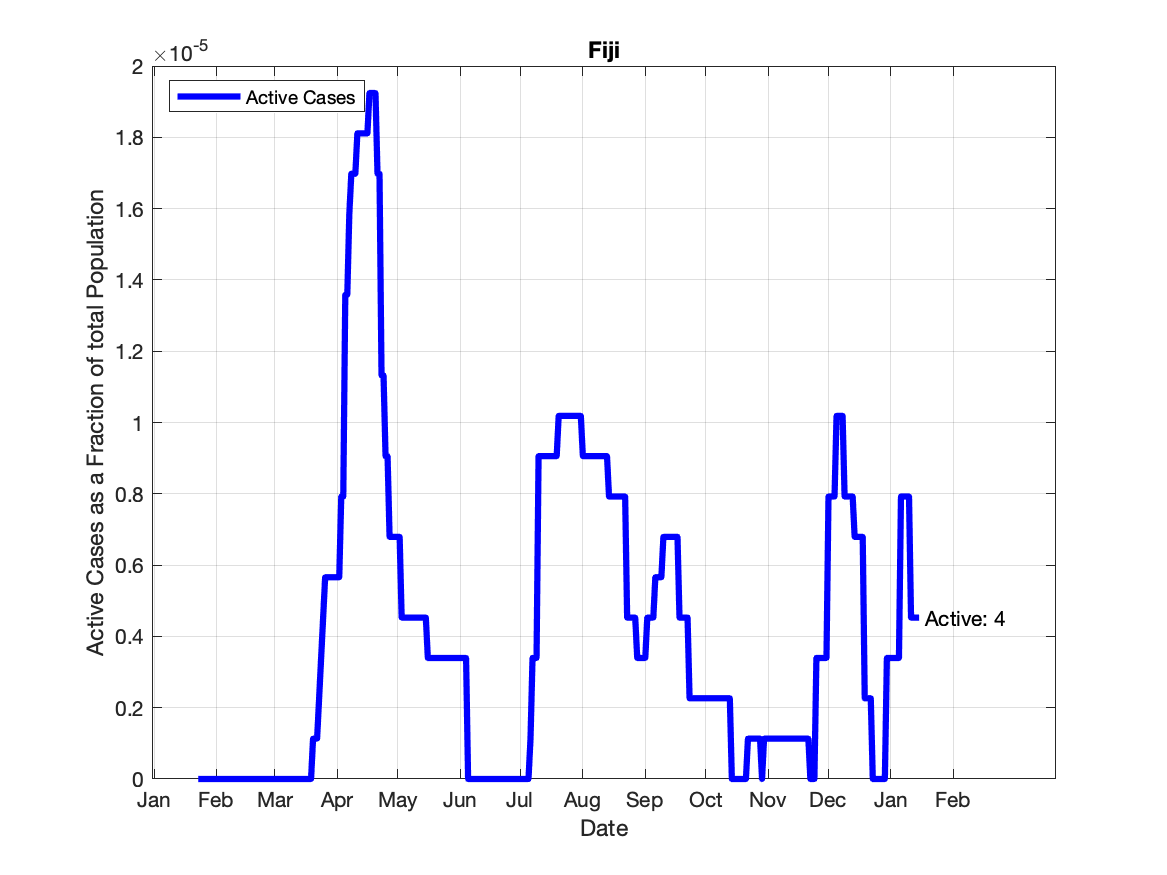 Fiji
×10-5
Active Cases
2
1.8
1.6
1.4
1.2
1
0.8
0.6
0.4
0.2
0
Active Cases as a Fraction of total Population
Active: 4
Jan Feb Mar Apr May Jun Jul Aug Sep Oct Nov Dec Jan Feb
Date